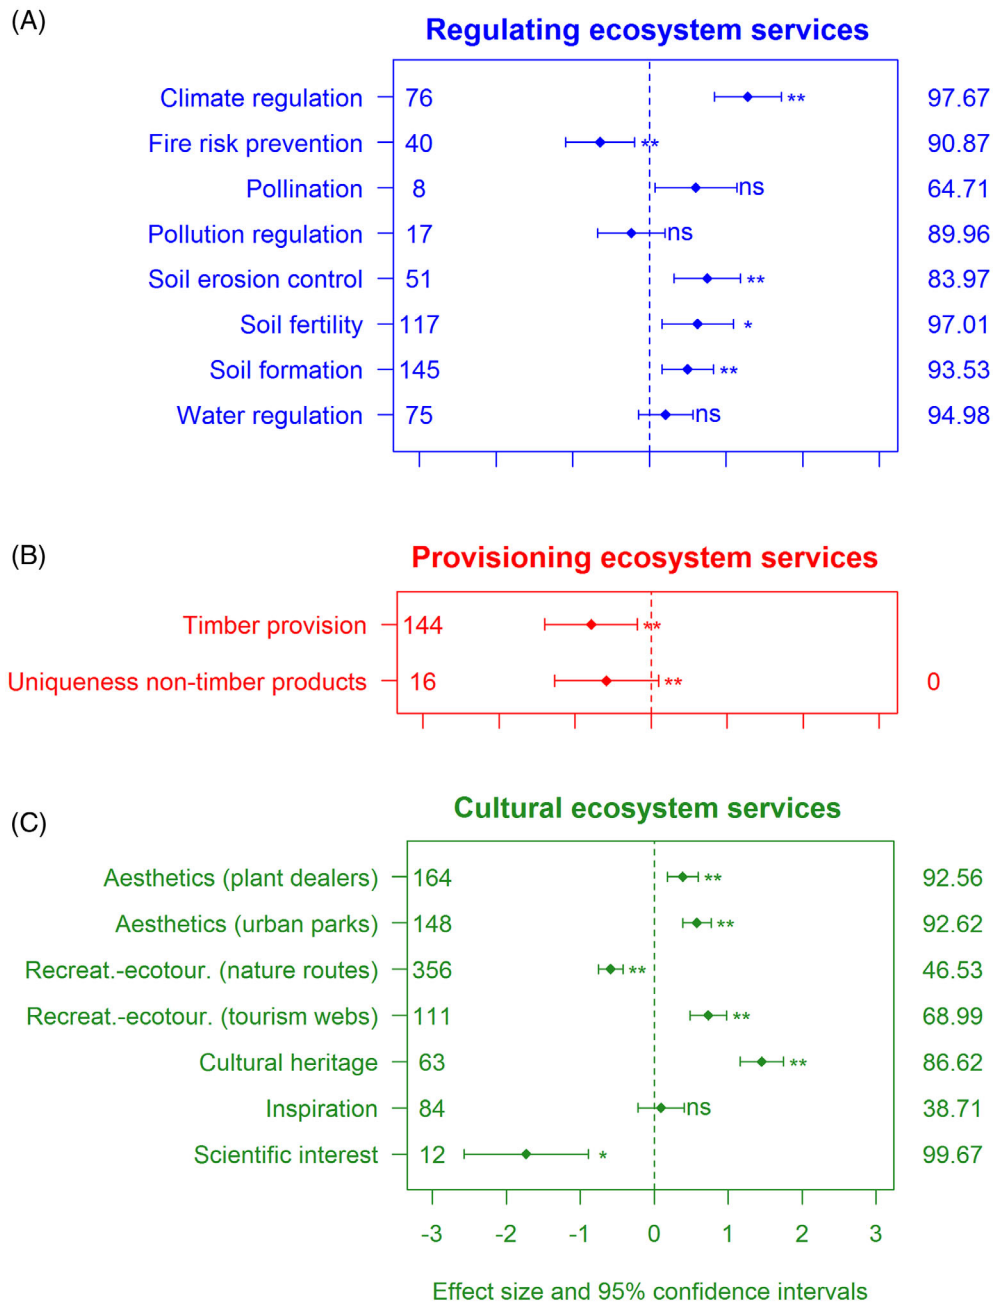 (A)
Regulating ecosystem services
Climate regulation 76 ** 97.67
Fire risk prevention 40 ** 90.87
Pollination 8 ns 64.71
Pollution regulation 17 ns 89.96
Soil erosion control 51 ** 83.97
Soil fertility 117 * 97.01
Soil formation 145 ** 93.53
Water regulation 75 ns 94.98
(B)
Provisioning ecosystem services
Timber provision 144 **
Uniqueness non-timber products 16 ** 0
(C)
Cultural ecosystem services
Aesthetics (plant dealers) 164 ** 92.56
Aesthetics (urban parks) 148 ** 92.62
Recreat.-ecotour. (nature routes) 356 ** 46.53
Recreat.-ecotour. (tourism webs) 111 ** 68.99
Cultural heritage 63 ** 86.62
Inspiration 84 ns 38.71
Scientific interest 12 * 99.67
-3 -2 -1 0 1 2 3
Effect size and 95% confidence intervals